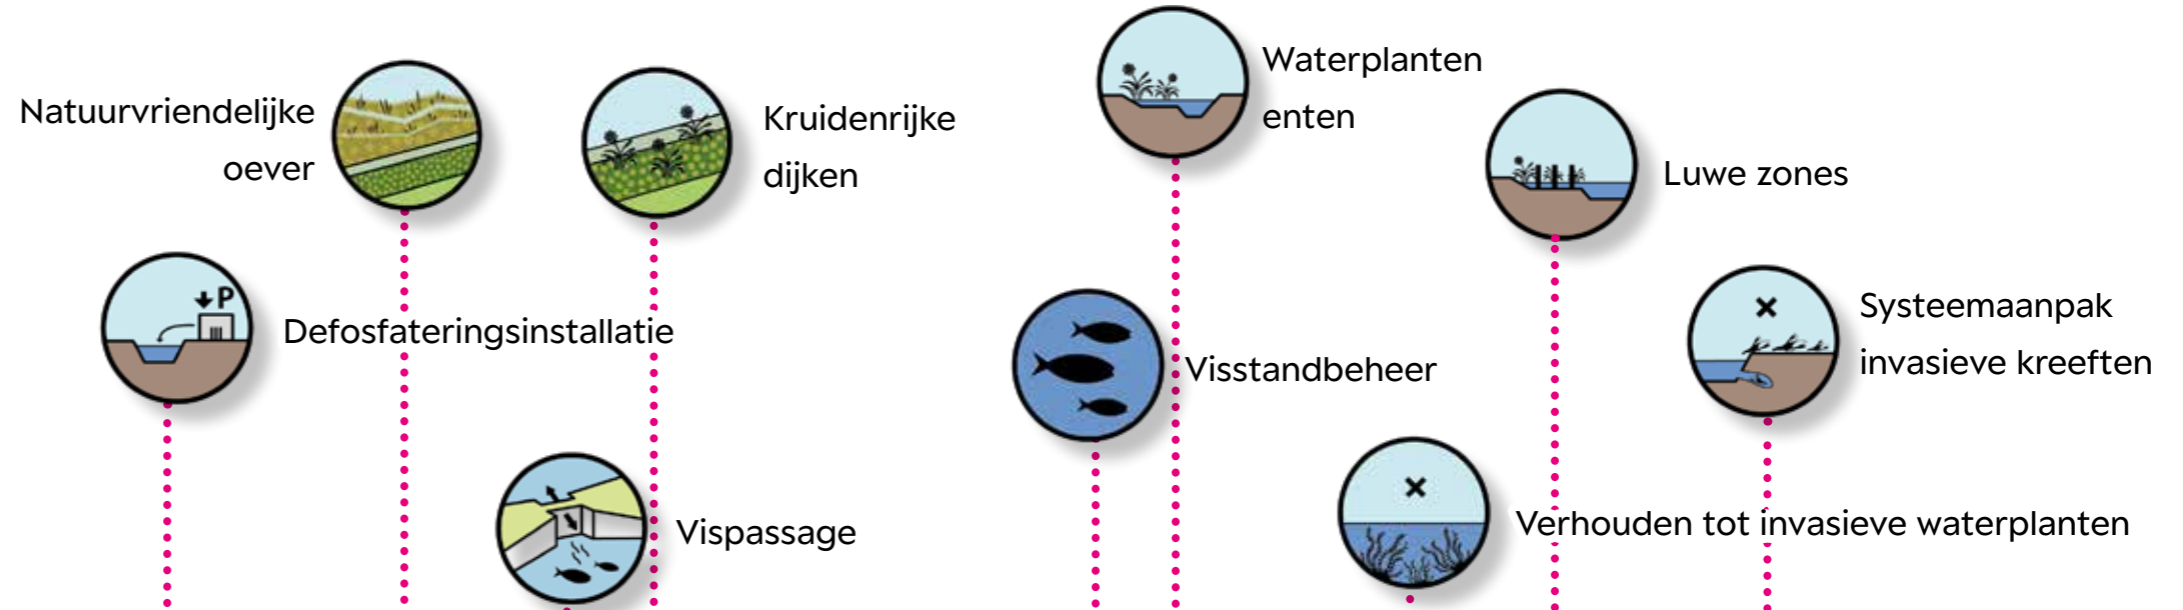 Natuurvriendelijke
oever
Kruidenrijke
dijken
Waterplanten
enten
Luwe zones
P
Defosfateringsinstallatie
Visstandbeheer
Systeemaanpak
invasieve kreeften
Vispassage
Verhouden tot invasieve waterplanten